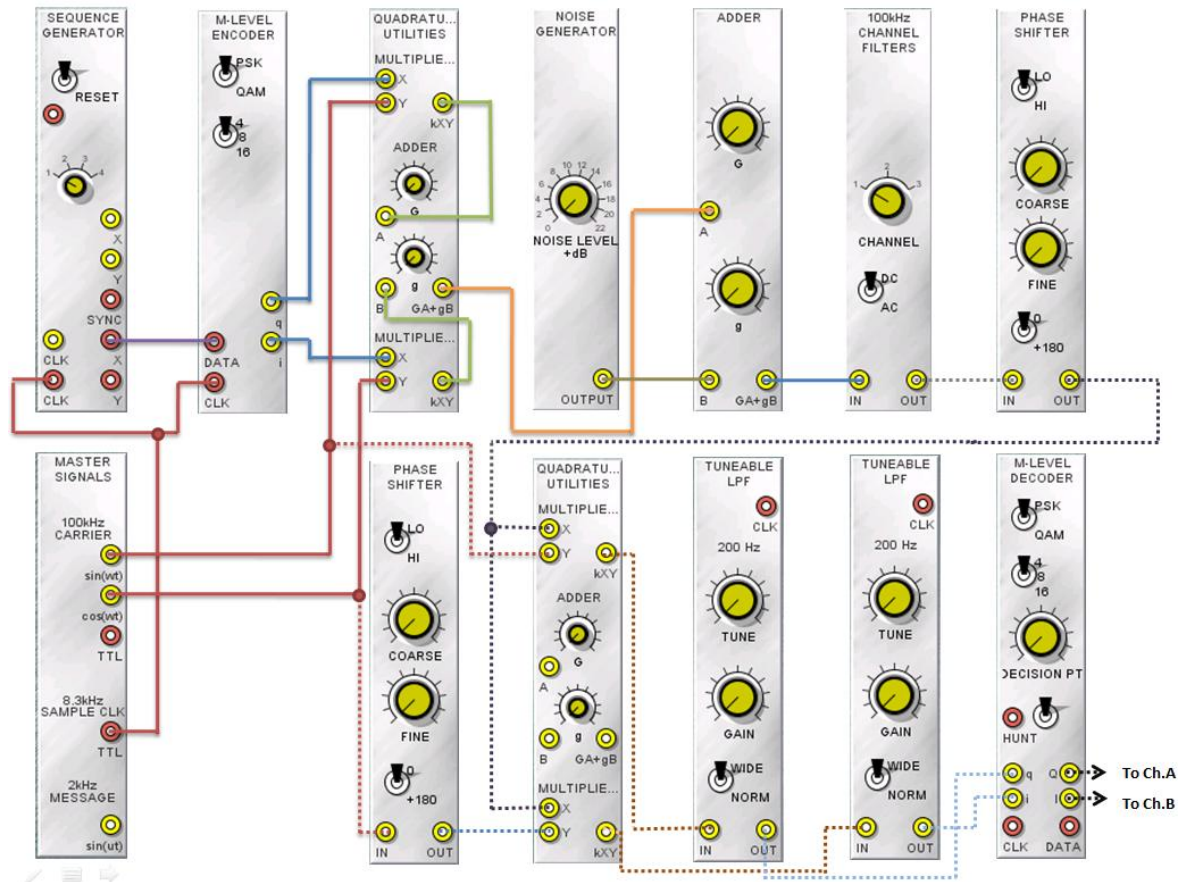 SEQUENCE
GENERATOR
RESET
1
2
3
4
X
Y
SYNC
CLK
X
CLK
Y
M-LEVEL
ENCODER
PSK
QAM
4
8
16
q
i
DATA
CLK
QUADRATU...
UTILITIES
MULTIPLIE...
X
Y
kXY
ADDER
G
A
g
B
GA+gB
MULTIPLIE...
X
Y
kXY
NOISE
GENERATOR
0
2
4
6
8
10
12
14
16
18
20
22
NOISE LEVEL
+dB
OUTPUT
ADDER
G
A
g
B
GA+gB
100kHz
CHANNEL
FILTERS
1
2
3
CHANNEL
DC
AC
IN
OUT
PHASE
SHIFTER
LO
HI
COARSE
FINE
0
+180
IN
OUT
MASTER
SIGNALS
100kHz
CARRIER
sin(wt)
cos(wt)
TTL
8.3kHz
SAMPLE CLK
TTL
2kHz
MESSAGE
sin(ut)
PHASE
SHIFTER
LO
HI
COARSE
FINE
0
+180
IN
OUT
QUADRATU...
UTILITIES
MULTIPLIE...
X
Y
kXY
ADDER
G
A
g
B
GA+gB
MULTIPLIE...
X
Y
kXY
TUNEABLE
LPF
CLK
200 Hz
TUNE
GAIN
WIDE
NORM
IN
OUT
TUNEABLE
LPF
CLK
200 Hz
TUNE
GAIN
WIDE
NORM
IN
OUT
M-LEVEL
DECODER
PSK
QAM
4
8
16
DECISION PT
HUNT
q
Q
i
I
CLK
DATA
To Ch.A
To Ch.B